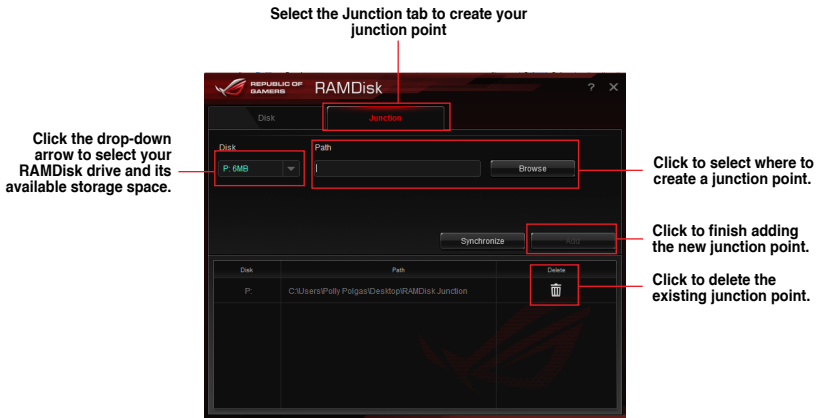 Select the Junction tab to create your
junction point
REPUBLIC OF
GAMERS
RAMDisk
? ×
Disk
Junction
Disk
Path
P: 6MB
Browse
Click the drop-down
arrow to select your
RAMDisk drive and its
available storage space.
Click to select where to
create a junction point.
Synchronize
Add
Click to finish adding
the new junction point.
Disk
Path
Delete
P:
C:\Users\Polly Polgas\Desktop\RAMDisk Junction
Click to delete the
existing junction point.